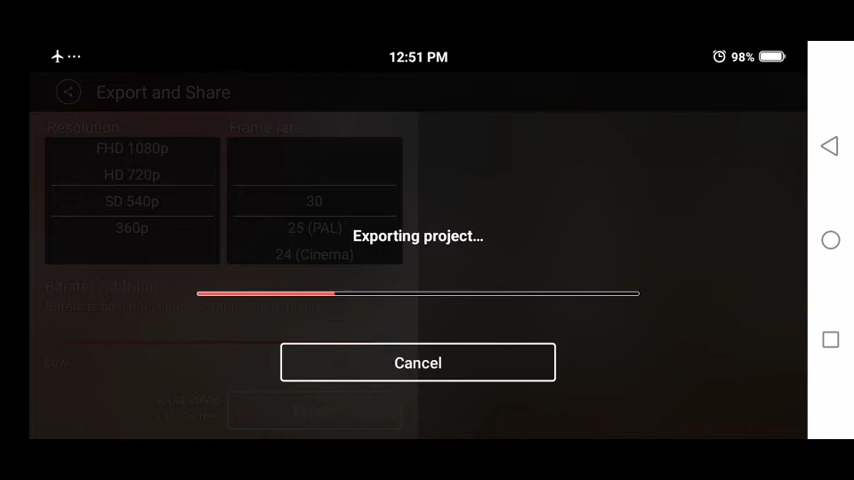 12:51 PM
98%
Export and Share
Resolution
Frame rate
FHD 1080p
HD 720p
SD 540p
360p
30
25 (PAL)
24 (Cinema)
Exporting project...
Cancel
Low